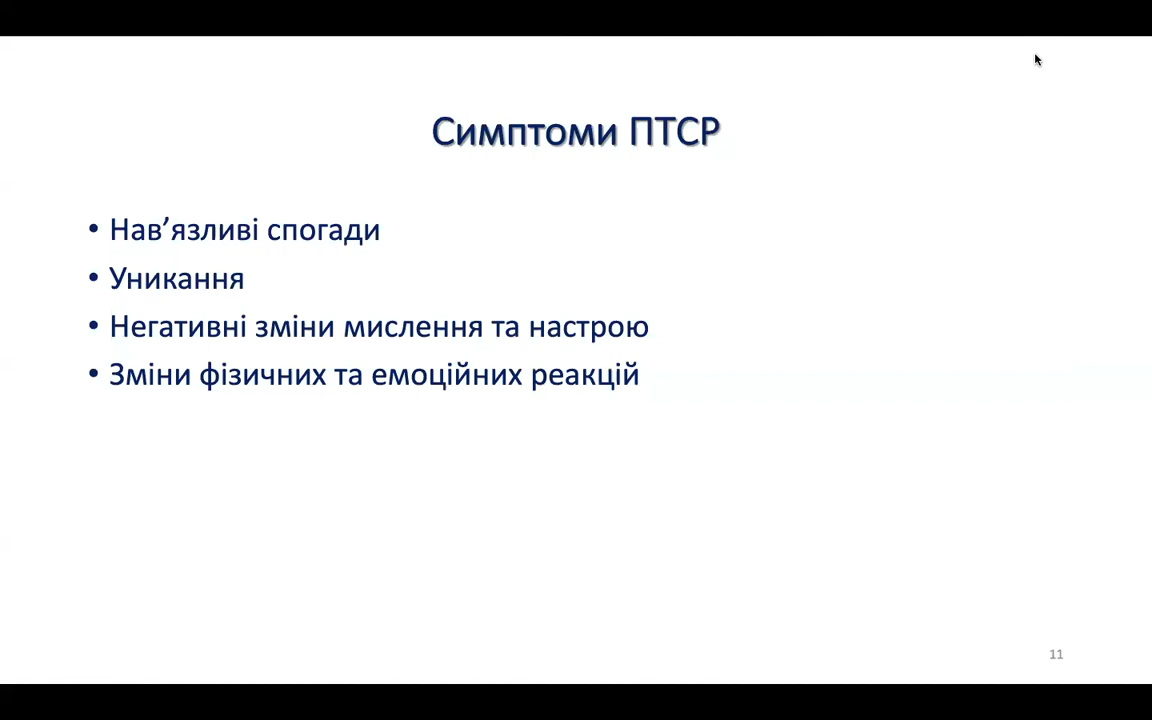 Симптоми ПТСР
• Нав’язливі спогади
• Уникання
• Негативні зміни мислення та настрою
• Зміни фізичних та емоційних реакцій
11